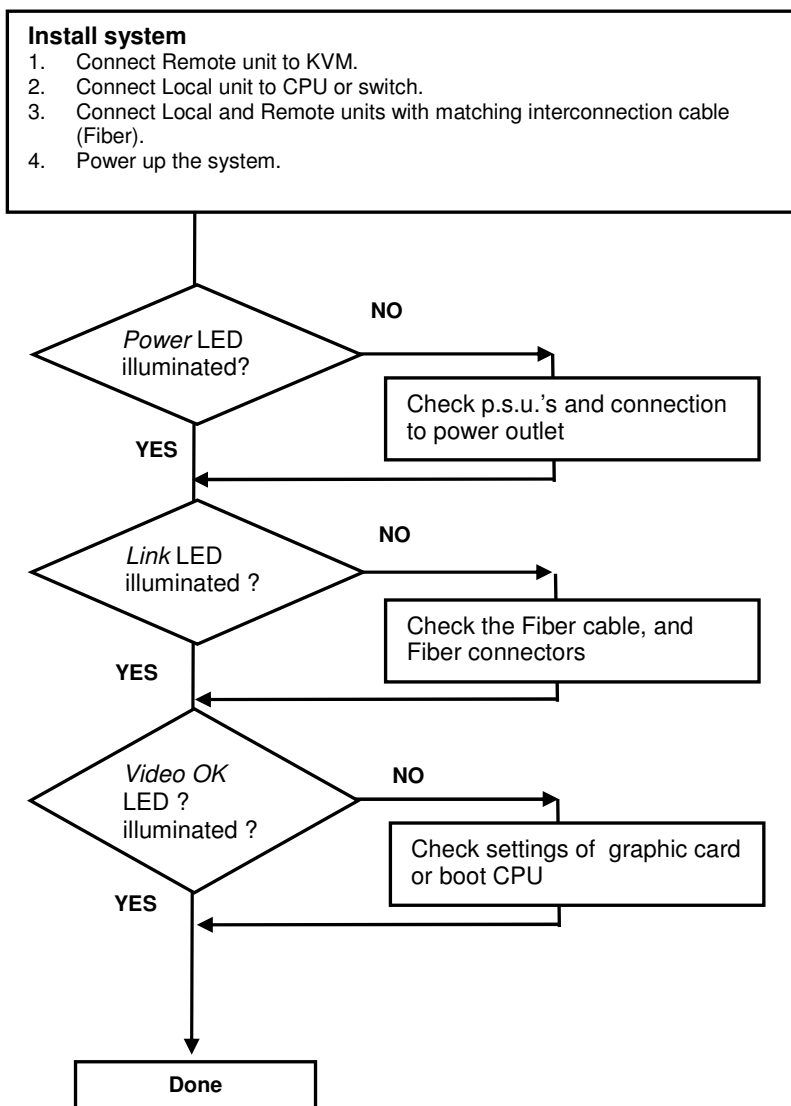 Install system
1. Connect Remote unit to KVM.
2. Connect Local unit to CPU or switch.
3. Connect Local and Remote units with matching interconnection cable
(Fiber).
4. Power up the system.
Power LED
illuminated?
NO
Check p.s.u.'s and connection
to power outlet
YES
Link LED
illuminated ?
NO
Check the Fiber cable, and
Fiber connectors
YES
Video OK
LED ?
illuminated ?
NO
Check settings of graphic card
or boot CPU
YES
Done